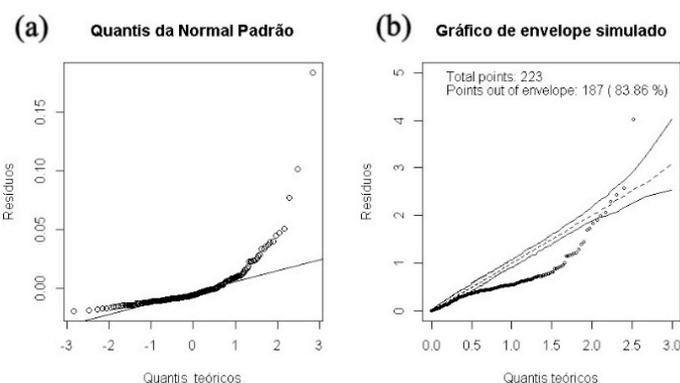 (a) Quantis da Normal Padrão
Resíduos
0.15
0.10
0.05
0.00
-3 -2 -1 0 1 2 3
Quantis teóricos
(b) Gráfico de envelope simulado
Total points: 223
Points out of envelope: 187 ( 83.86 %)
Resíduos
5
4
3
2
1
0
0.0 0.5 1.0 1.5 2.0 2.5 3.0
Quantis teóricos